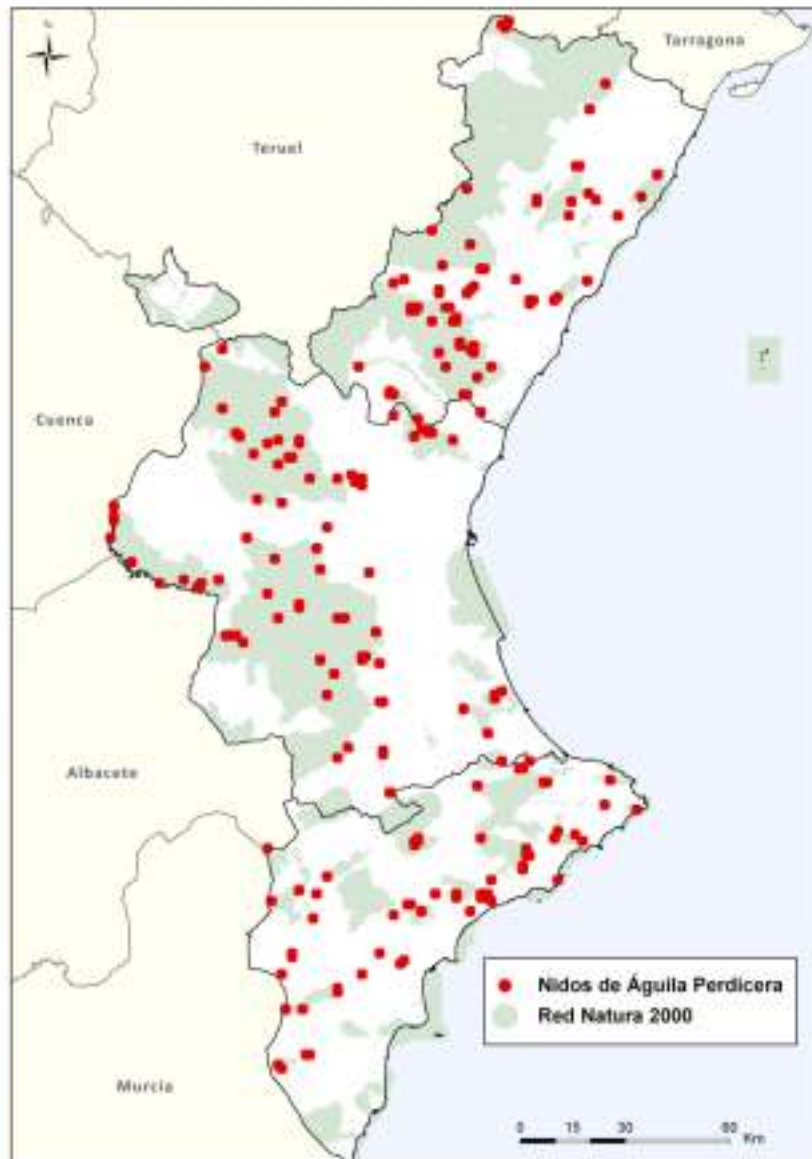 Tarragona
Teruel
Cuenca
Albacete
Nidos de Águila Perdicera
Red Natura 2000
Murcia
0 15 30 60
Km